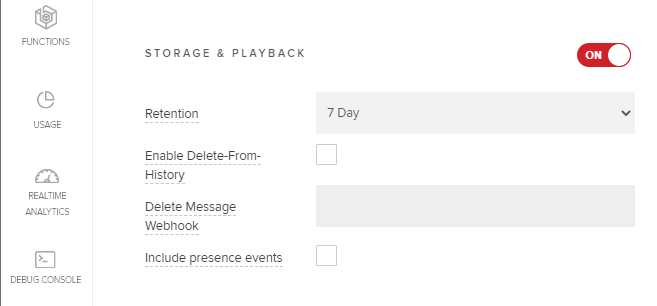 FUNCTIONS
USAGE
REALTIME
ANALYTICS
DEBUG CONSOLE
STORAGE & PLAYBACK
ON
Retention
7 Day
Enable Delete-From-
History
Delete Message
Webhook
Include presence events